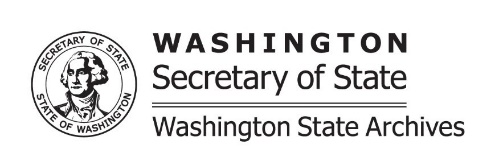 SECRETARY OF STATE
STATE OF WASHINGTON
WASHINGTON
Secretary of State
Washington State Archives